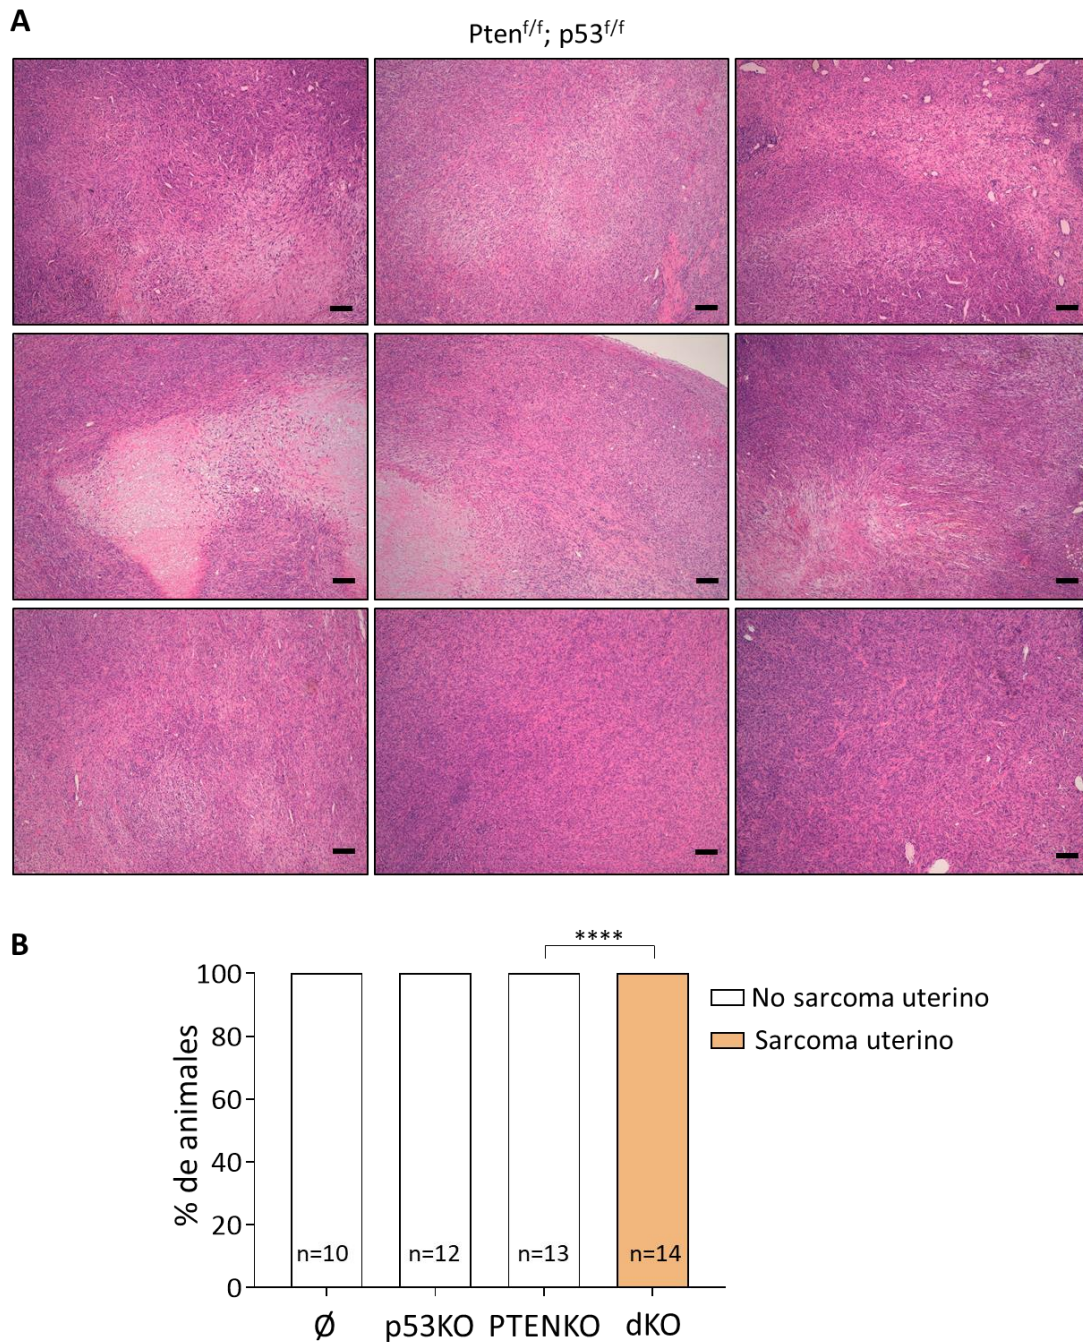 A
Pten^f/f; p53^f/f
B
****
100
80
60
40
20
0
% de animales
n=10
n=12
n=13
n=14
Ø
p53KO
PTENKO
dKO
No sarcoma uterino
Sarcoma uterino